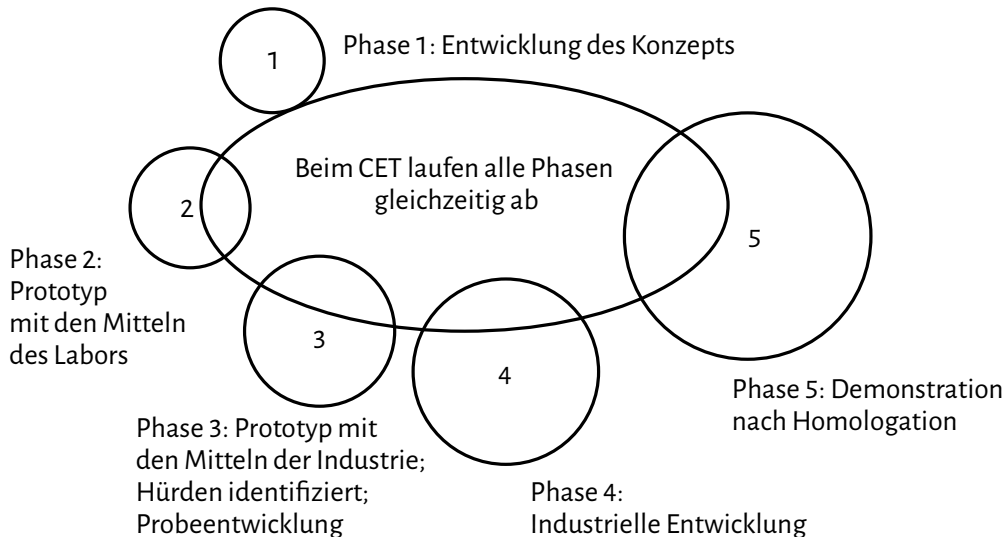 1
Phase 1: Entwicklung des Konzepts
Beim CET laufen alle Phasen
gleichzeitig ab
2
Phase 2:
Prototyp
mit den Mitteln
des Labors
3
Phase 3: Prototyp mit
den Mitteln der Industrie;
Hürden identifiziert;
Probeentwicklung
4
Phase 4:
Industrielle Entwicklung
5
Phase 5: Demonstration
nach Homologation